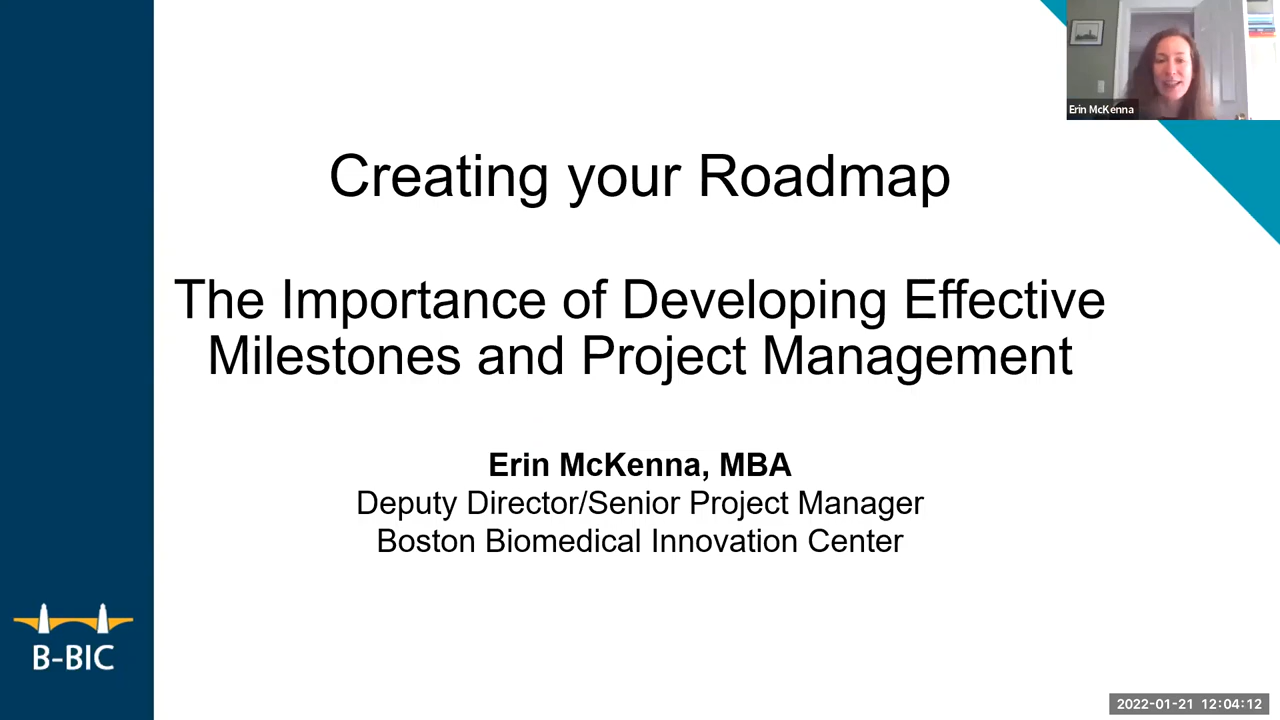 Erin McKenna
Creating your Roadmap
The Importance of Developing Effective
Milestones and Project Management
Erin McKenna, MBA
Deputy Director/Senior Project Manager
Boston Biomedical Innovation Center
B-BIC
2022-01-21 12:04:12